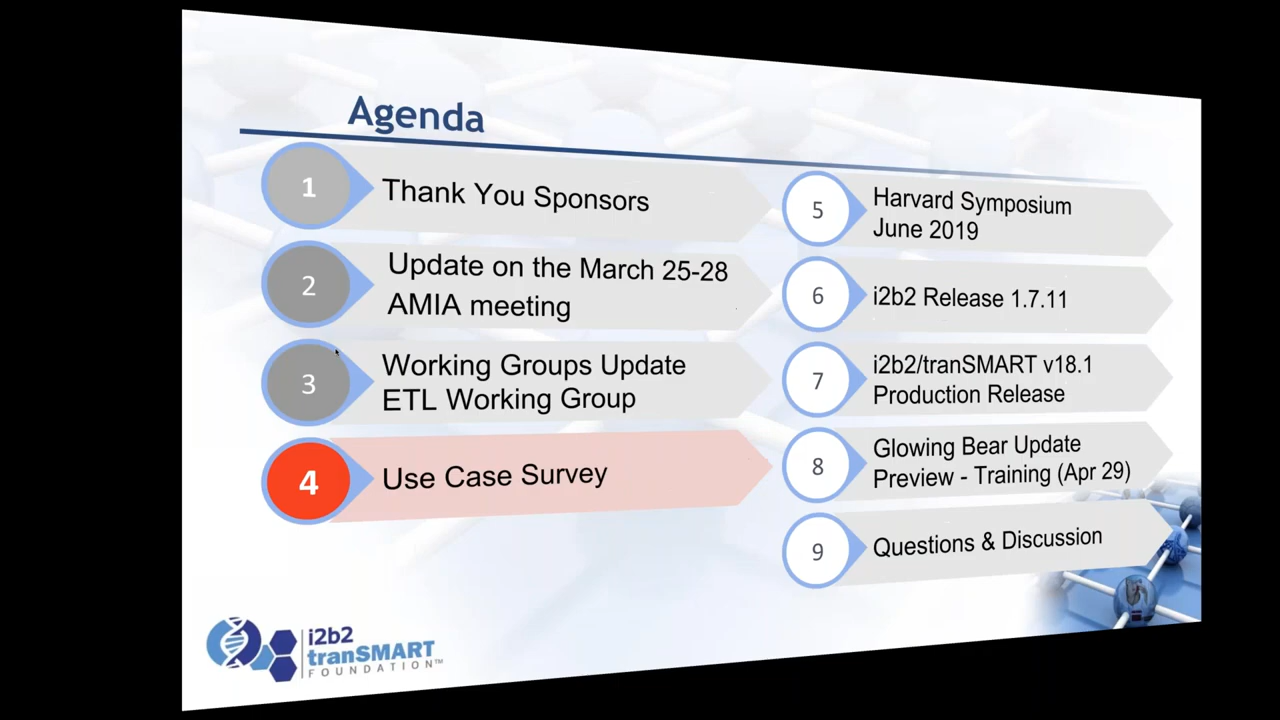 Agenda
1
Thank You Sponsors
2
Update on the March 25-28
AMIA meeting
3
Working Groups Update
ETL Working Group
4
Use Case Survey
5
Harvard Symposium
June 2019
6
i2b2 Release 1.7.11
7
i2b2/tranSMART v18.1
Production Release
8
Glowing Bear Update
Preview - Training (Apr 29)
9
Questions & Discussion
i2b2
tranSMART
FOUNDATION™